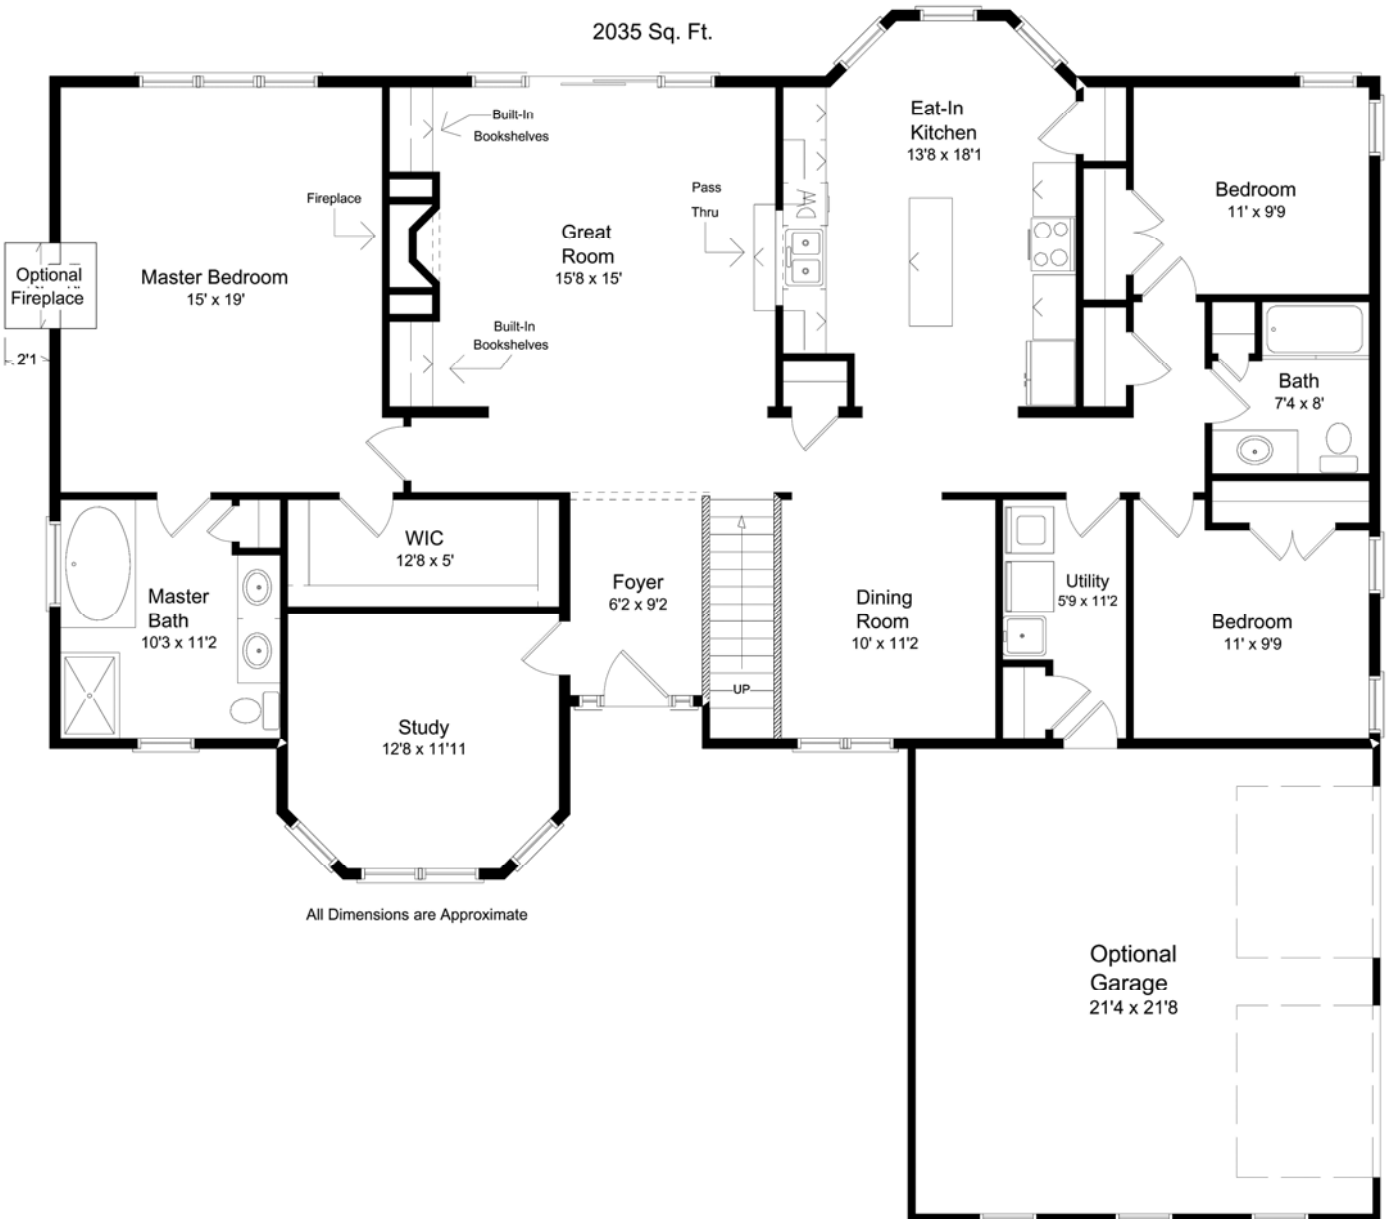 2035 Sq. Ft.
Built-In
Bookshelves
Eat-In
Kitchen
13'8 x 18'1
Bedroom
11' x 9'9
Pass
Thru
Fireplace
Great
Room
15'8 x 15'
Optional
Fireplace
2'1
Master Bedroom
15' x 19'
DW
Built-In
Bookshelves
Bath
7'4 x 8'
WIC
12'8 x 5'
Foyer
6'2 x 9'2
Master
Bath
10'3 x 11'2
Dining
Room
10' x 11'2
Utility
5'9 x 11'2
Bedroom
11' x 9'9
UP
Study
12'8 x 11'11
All Dimensions are Approximate
Optional
Garage
21'4 x 21'8